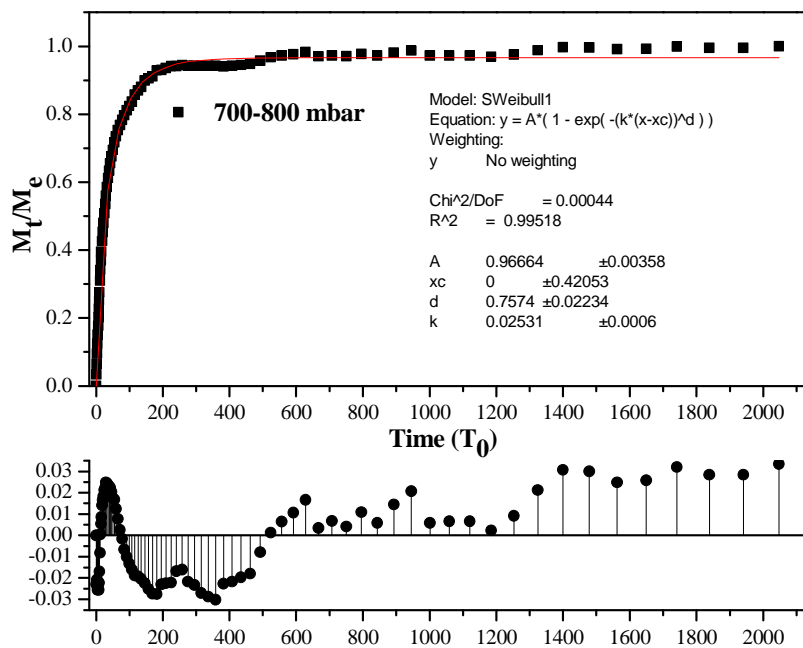 1.0
0.8
0.6
0.4
0.2
0.0
M_t/M_e
700-800 mbar
Model: SWeibull1
Equation: y = A*( 1 - exp( -(k*(x-xc))^d ) )
Weighting:
y No weighting
Chi^2/DoF = 0.00044
R^2 = 0.99518
A 0.96664 ±0.00358
xc 0 ±0.42053
d 0.7574 ±0.02234
k 0.02531 ±0.0006
0 200 400 600 800 1000 1200 1400 1600 1800 2000
Time (T_0)
0.03
0.02
0.01
0.00
-0.01
-0.02
-0.03
0 200 400 600 800 1000 1200 1400 1600 1800 2000